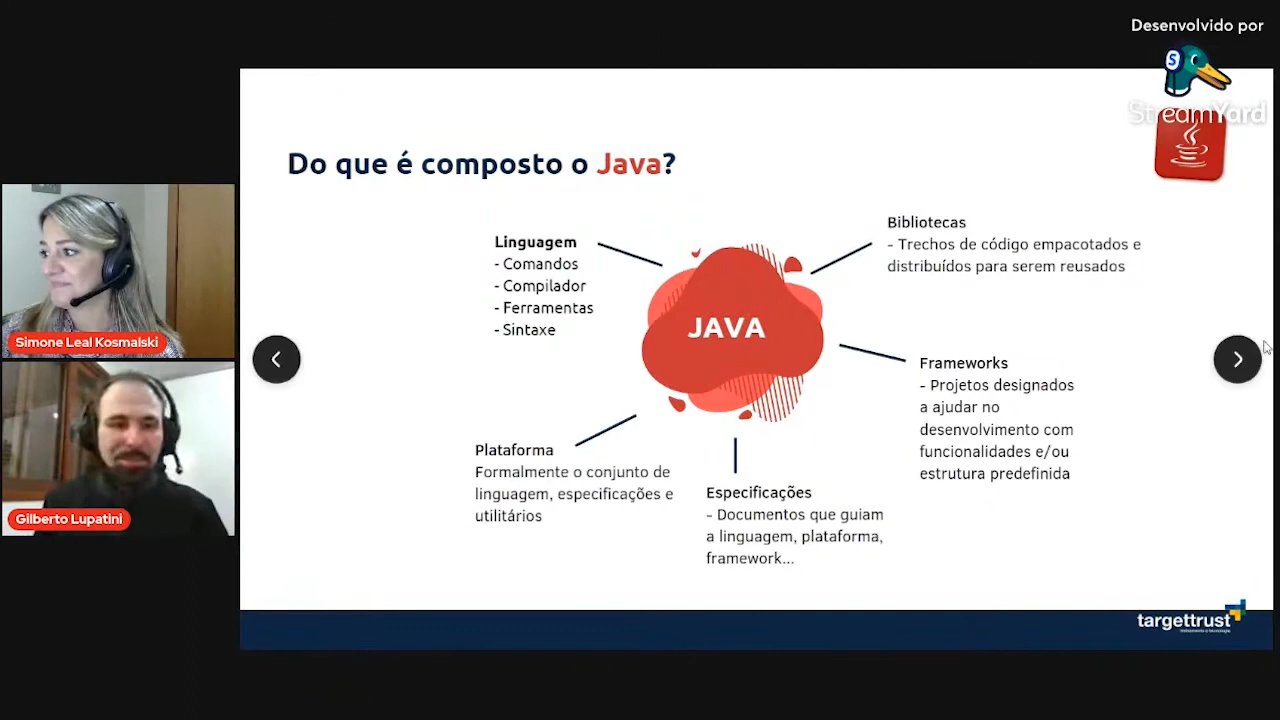 Desenvolvido por
StreamYard
Do que é composto o Java?
Linguagem
- Comandos
- Compilador
- Ferramentas
- Sintaxe
Bibliotecas
- Trechos de código empacotados e
distribuídos para serem reusados
JAVA
Frameworks
- Projetos designados
a ajudar no
desenvolvimento com
funcionalidades e/ou
estrutura predefinida
Plataforma
Formalmente o conjunto de
linguagem, especificações e
utilitários
Especificações
- Documentos que guiam
a linguagem, plataforma,
framework...
Simone Leal Kosmalski
Gilberto Lupatini
targettrust